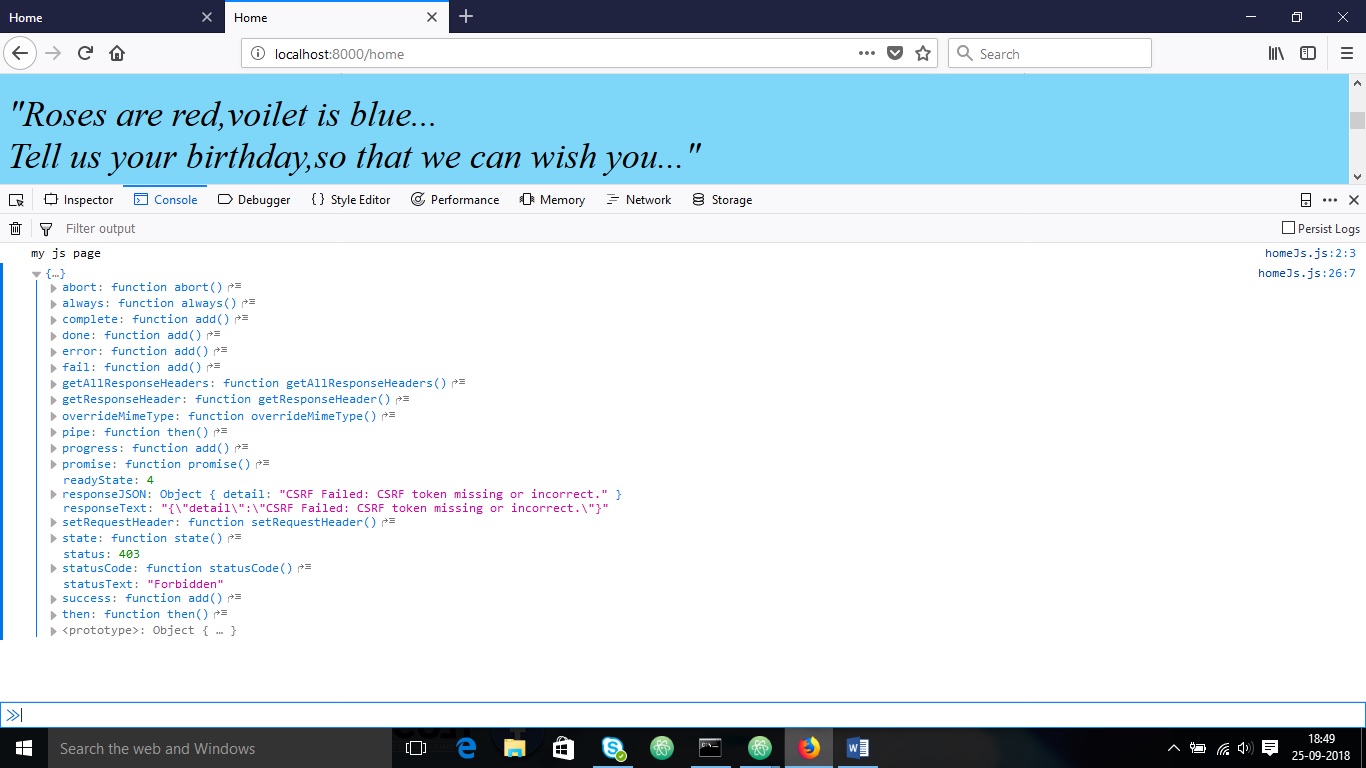 Home
Home
localhost:8000/home
Search
"Roses are red,voilet is blue...
Tell us your birthday,so that we can wish you..."
Inspector Console Debugger {} Style Editor Performance Memory Network Storage
Filter output
Persist Logs
my js page homeJs.js:2:3
{…} homeJs.js:26:7
abort: function abort()
always: function always()
complete: function add()
done: function add()
error: function add()
fail: function add()
getAllResponseHeaders: function getAllResponseHeaders()
getResponseHeader: function getResponseHeader()
overrideMimeType: function overrideMimeType()
pipe: function then()
progress: function add()
promise: function promise()
readyState: 4
responseJSON: Object { detail: "CSRF Failed: CSRF token missing or incorrect." }
responseText: "{\"detail\":\"CSRF Failed: CSRF token missing or incorrect.\"}"
setRequestHeader: function setRequestHeader()
state: function state()
status: 403
statusCode: function statusCode()
statusText: "Forbidden"
success: function add()
then: function then()
<prototype>: Object { … }
Search the web and Windows
18:49
25-09-2018